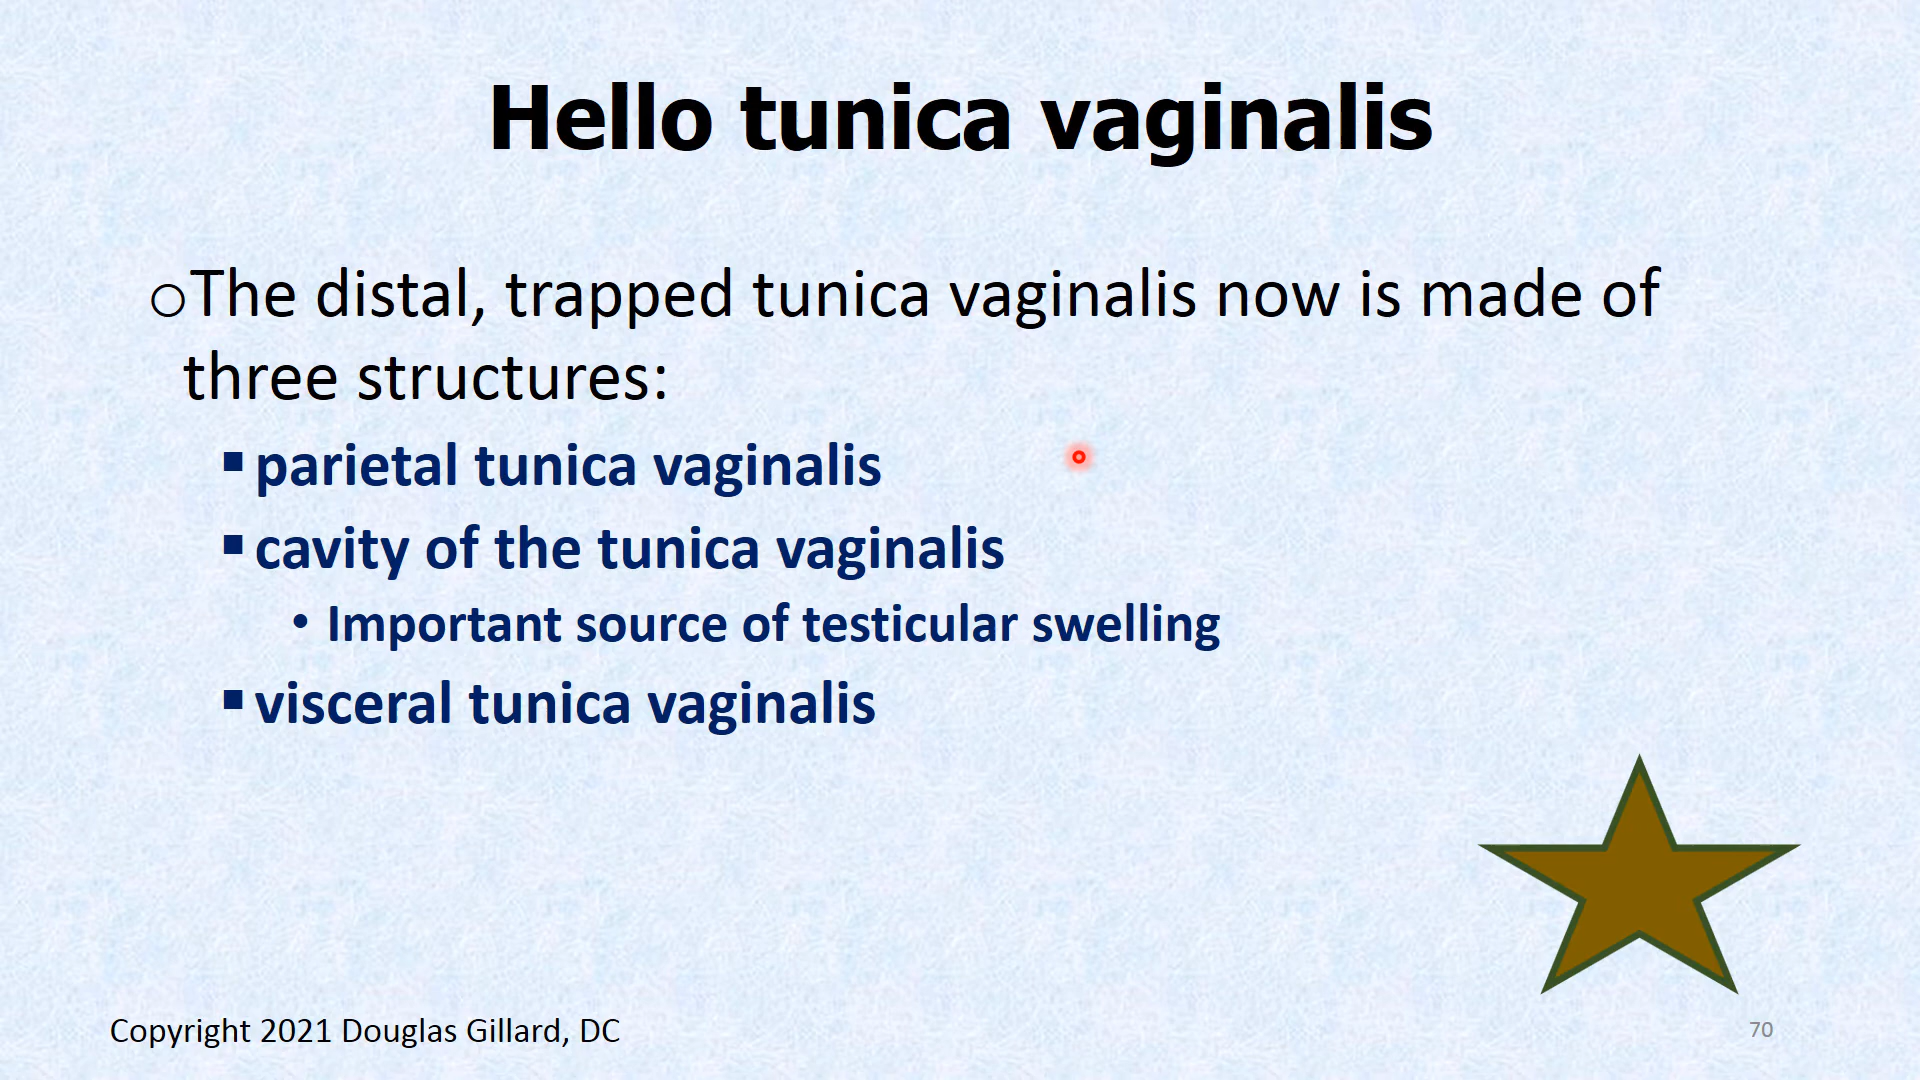 Hello tunica vaginalis
The distal, trapped tunica vaginalis now is made of
three structures:
parietal tunica vaginalis
cavity of the tunica vaginalis
Important source of testicular swelling
visceral tunica vaginalis
Copyright 2021 Douglas Gillard, DC
70